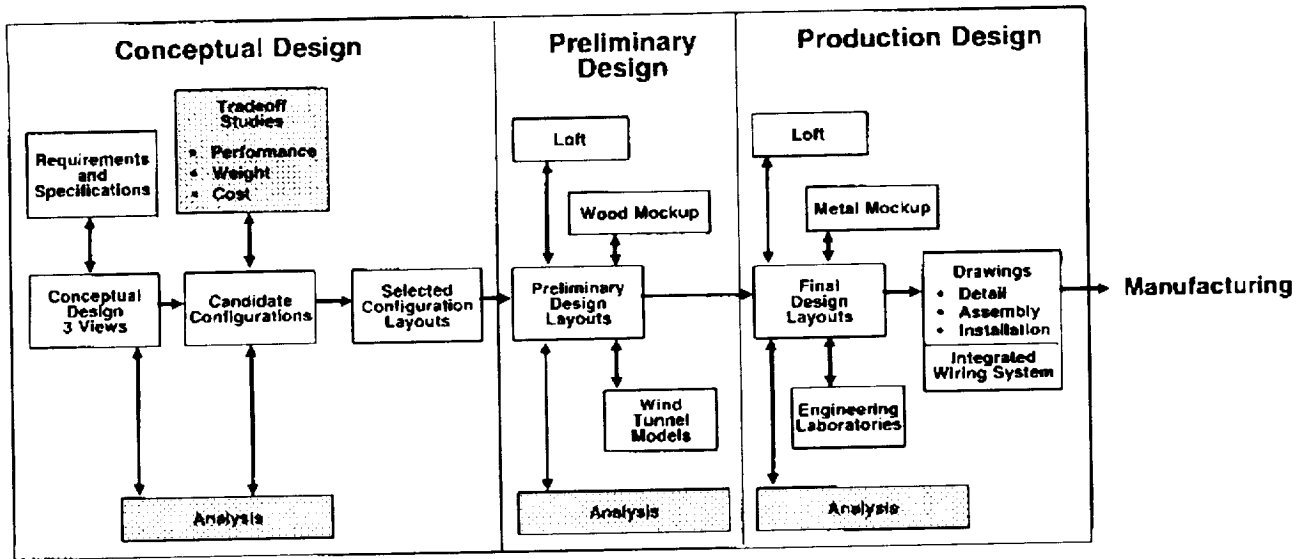 Conceptual Design
Tradeoff
Studies
• Performance
• Weight
• Cost
Requirements
and
Specifications
Conceptual
Design
3 Views
Candidate
Configurations
Selected
Configuration
Layouts
Analysis
Preliminary
Design
Loft
Wood Mockup
Preliminary
Design
Layouts
Wind
Tunnel
Models
Analysis
Production Design
Loft
Metal Mockup
Final
Design
Layouts
Engineering
Laboratories
Analysis
Drawings
• Detail
• Assembly
• Installation
Integrated
Wiring System
Manufacturing